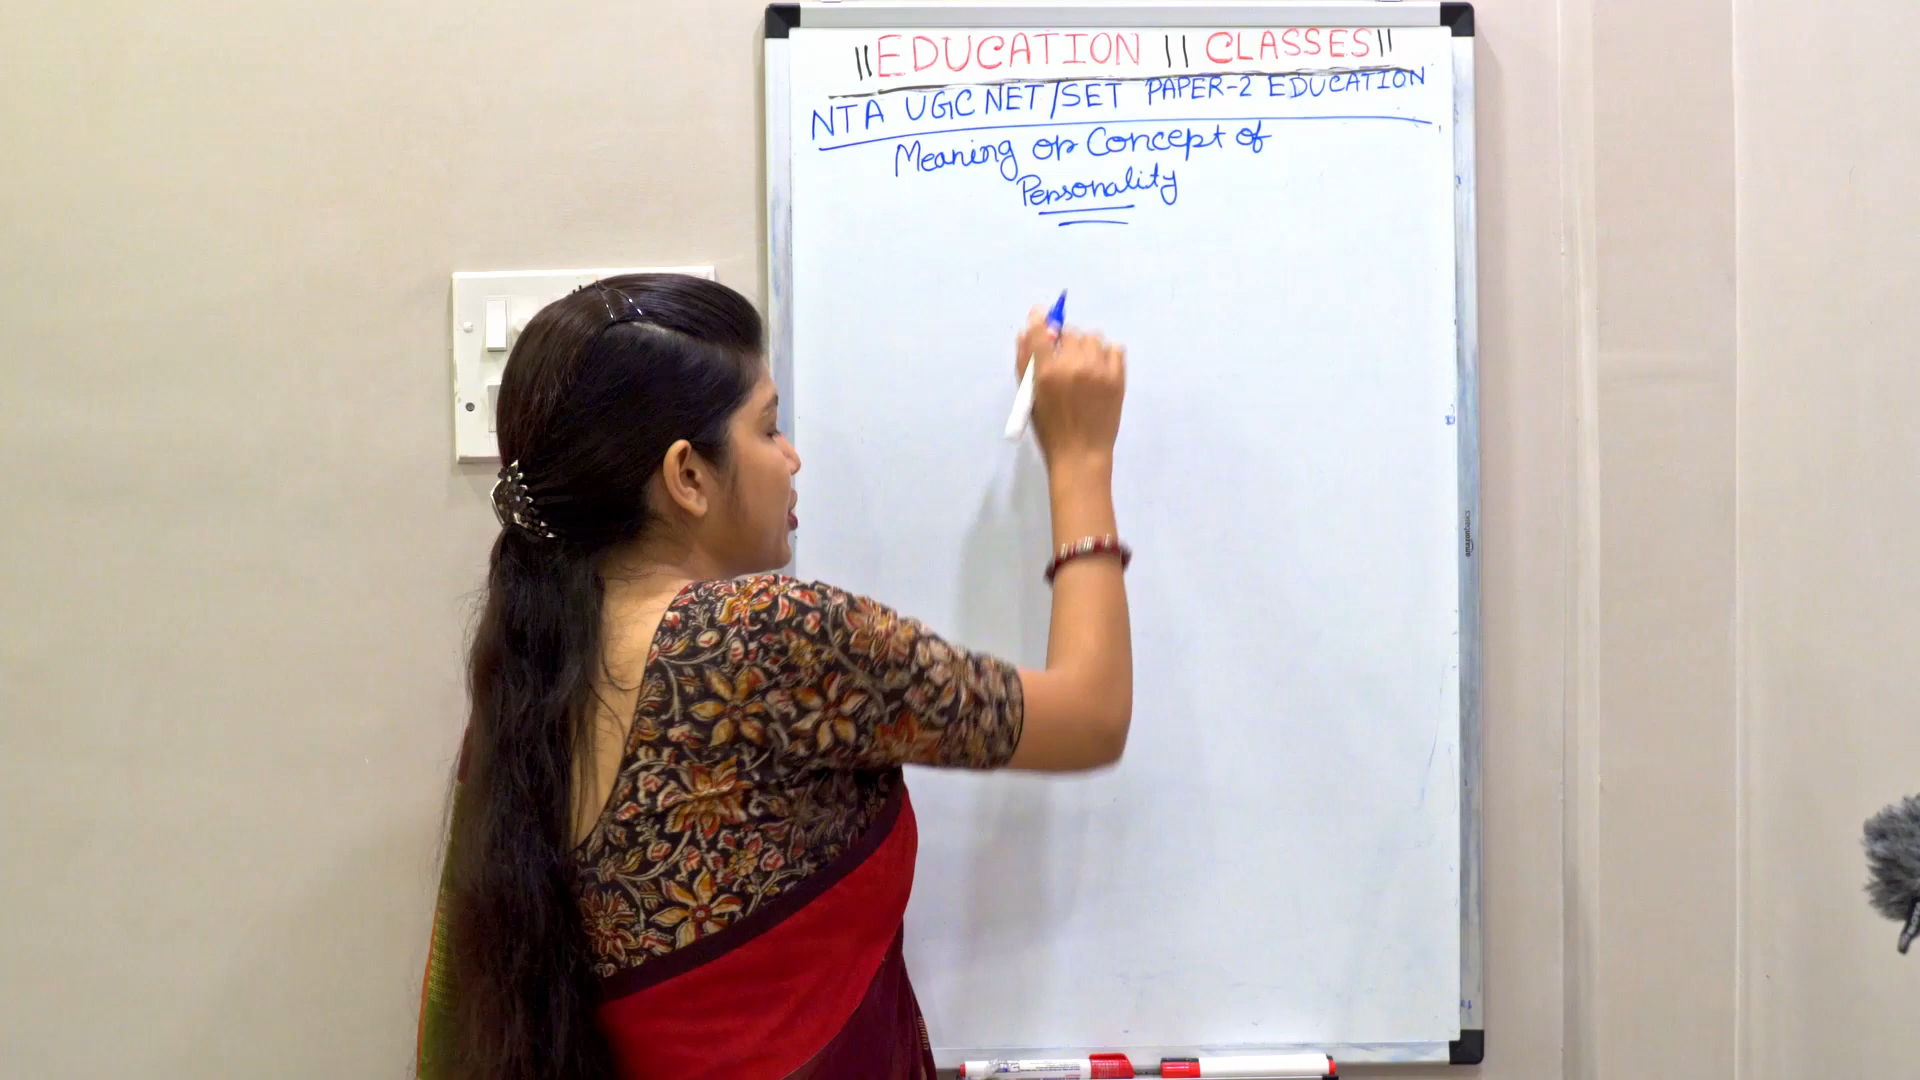 ||EDUCATION || CLASSES||
NTA UGC NET/SET PAPER-2 EDUCATION
Meaning or Concept of
Personality